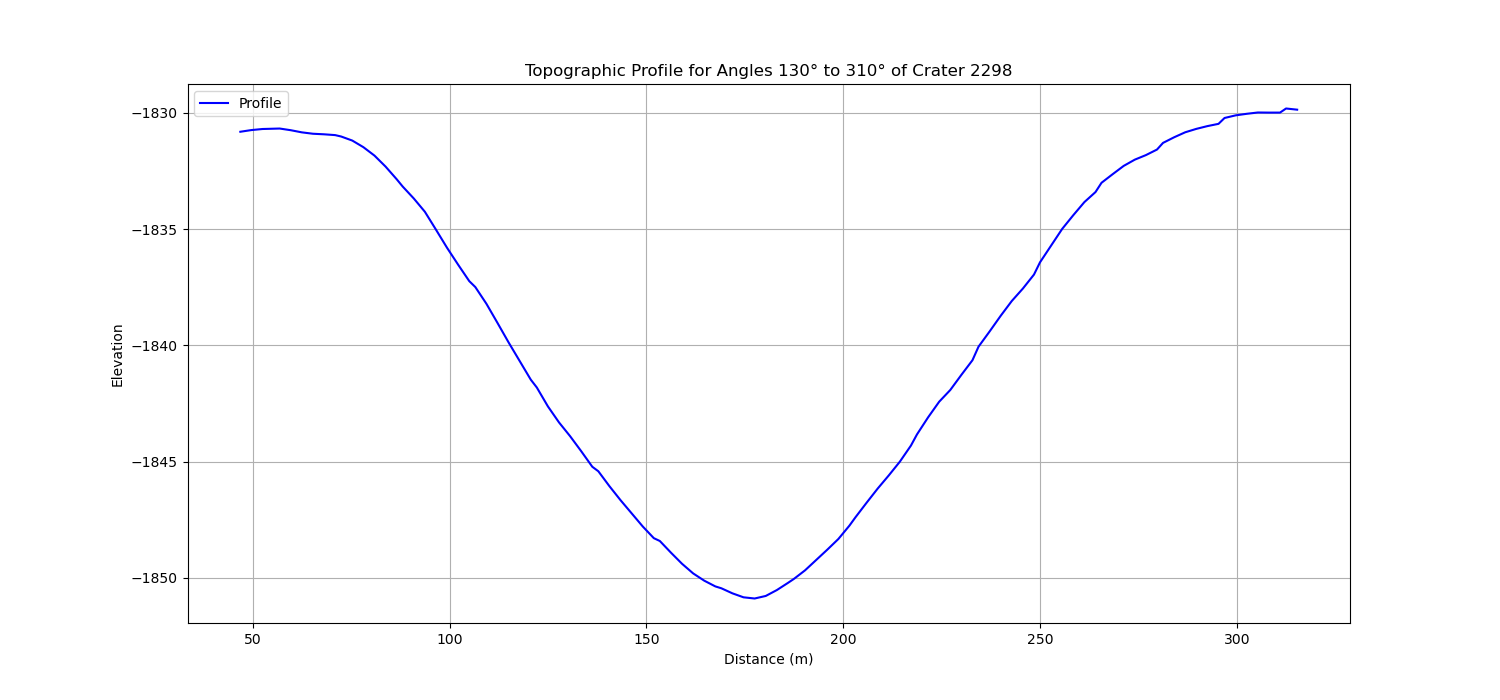 Topographic Profile for Angles 130° to 310° of Crater 2298
Profile
−1830
−1835
−1840
−1845
−1850
Elevation
50 100 150 200 250 300
Distance (m)